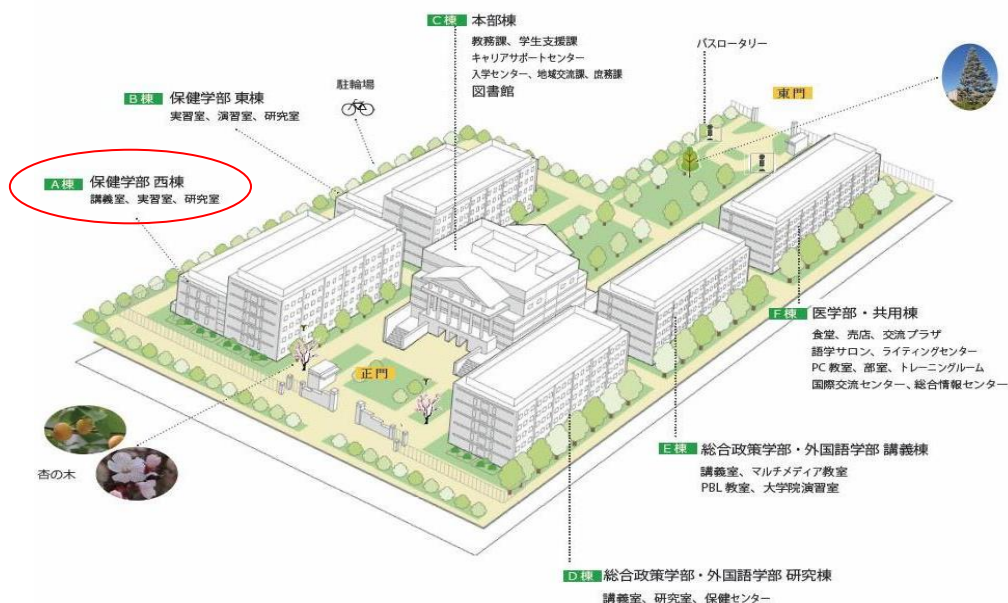 C棟 本部棟
教務課、学生支援課
キャリアサポートセンター
入学センター、地域交流課、庶務課
図書館
バスロータリー
東門
駐輪場
B棟 保健学部 東棟
実習室、演習室、研究室
A棟 保健学部 西棟
講義室、実習室、研究室
正門
杏の木
F棟 医学部・共用棟
食堂、売店、交流プラザ
語学サロン、ライティングセンター
PC教室、部室、トレーニングルーム
国際交流センター、総合情報センター
E棟 総合政策学部・外国語学部 講義棟
講義室、マルチメディア教室
PBL教室、大学院演習室
D棟 総合政策学部・外国語学部 研究棟
講義室、研究室、保健センター